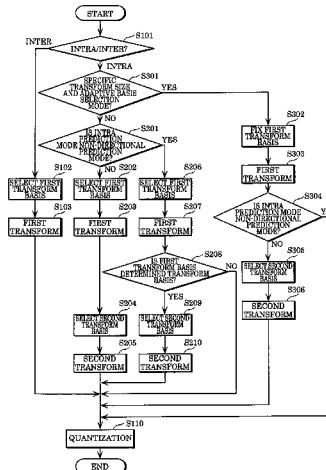 START
S101
INTRA/INTER?
INTER
INTRA
S301
SPECIFIC
TRANSFORM SIZE
AND ADAPTIVE BASIS
SELECTION
MODE?
YES
NO
S201
IS INTRA
PREDICTION
MODE NON-DIRECTIONAL
PREDICTION
MODE?
YES
NO
S302
FIX FIRST
TRANSFORM
BASIS
S303
FIRST
TRANSFORM
S304
IS INTRA
PREDICTION MODE
NON-DIRECTIONAL
PREDICTION
MODE?
Y
NO
S102
SELECT FIRST
TRANSFORM
BASIS
S202
SELECT FIRST
TRANSFORM
BASIS
S206
SELECT FIRST
TRANSFORM
BASIS
S103
FIRST
TRANSFORM
S203
FIRST
TRANSFORM
S207
FIRST
TRANSFORM
S208
IS FIRST
TRANSFORM BASIS
DETERMINED TRANSFORM
BASIS?
NO
YES
S305
SELECT SECOND
TRANSFORM
BASIS
S306
SECOND
TRANSFORM
S204
SELECT SECOND
TRANSFORM
BASIS
S209
SELECT SECOND
TRANSFORM
BASIS
S205
SECOND
TRANSFORM
S210
SECOND
TRANSFORM
S110
QUANTIZATION
END